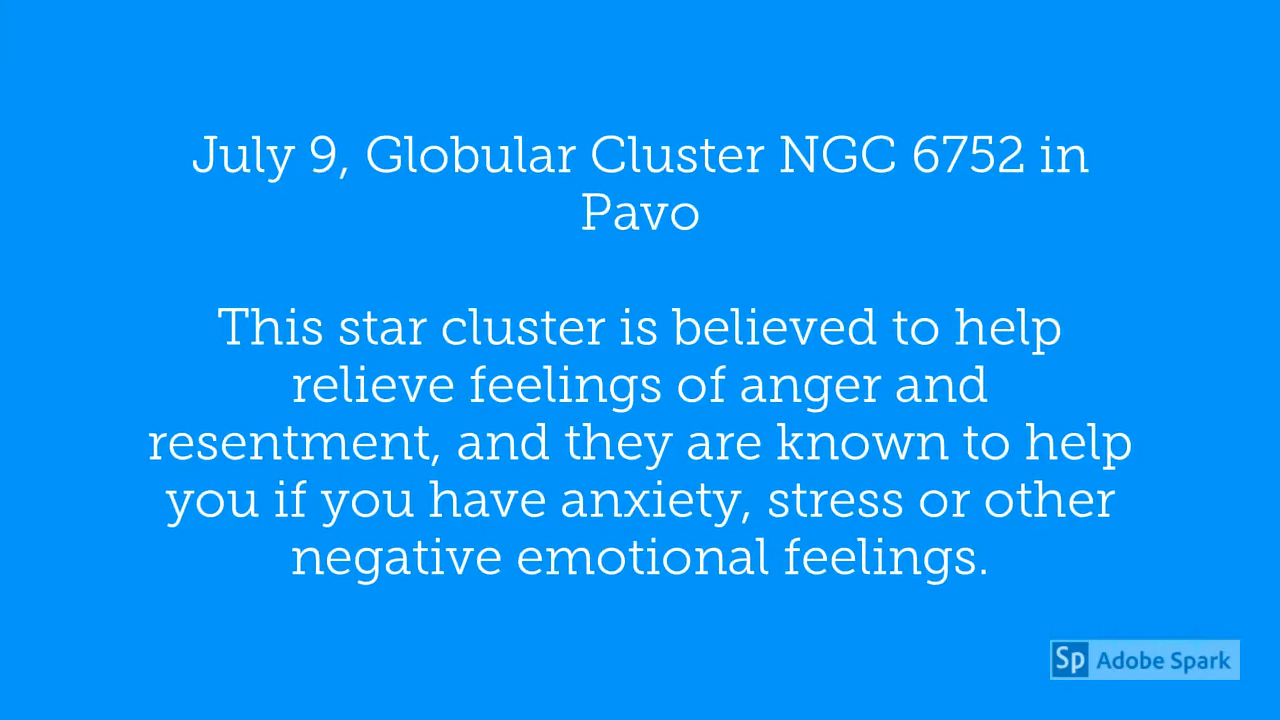 July 9, Globular Cluster NGC 6752 in
Pavo
This star cluster is believed to help
relieve feelings of anger and
resentment, and they are known to help
you if you have anxiety, stress or other
negative emotional feelings.
Sp Adobe Spark